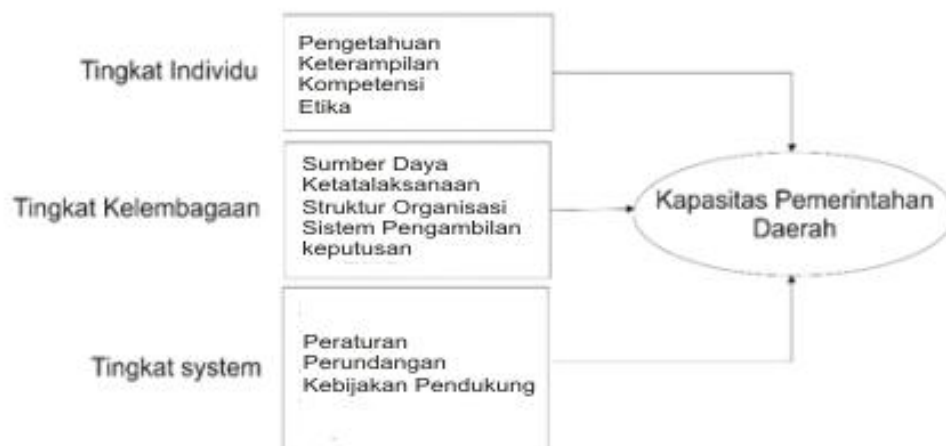 Tingkat Individu
Pengetahuan
Keterampilan
Kompetensi
Etika
Tingkat Kelembagaan
Sumber Daya
Ketatalaksanaan
Struktur Organisasi
Sistem Pengambilan
keputusan
Tingkat system
Peraturan
Perundangan
Kebijakan Pendukung
Kapasitas Pemerintahan
Daerah